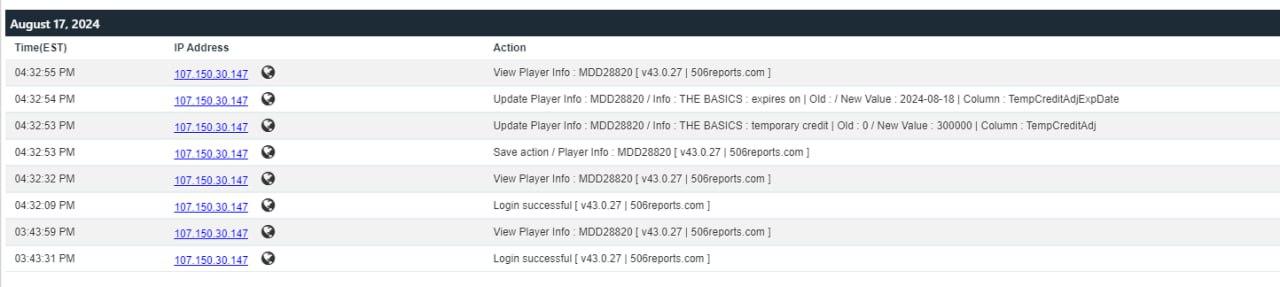 August 17, 2024
Time(EST) IP Address Action
04:32:55 PM 107.150.30.147 View Player Info : MDD28820 [ v43.0.27 | 506reports.com ]
04:32:54 PM 107.150.30.147 Update Player Info : MDD28820 / Info : THE BASICS : expires on | Old : / New Value : 2024-08-18 | Column : TempCreditAdjExpDate
04:32:53 PM 107.150.30.147 Update Player Info : MDD28820 / Info : THE BASICS : temporary credit | Old : 0 / New Value : 300000 | Column : TempCreditAdj
04:32:53 PM 107.150.30.147 Save action / Player Info : MDD28820 [ v43.0.27 | 506reports.com ]
04:32:32 PM 107.150.30.147 View Player Info : MDD28820 [ v43.0.27 | 506reports.com ]
04:32:09 PM 107.150.30.147 Login successful [ v43.0.27 | 506reports.com ]
03:43:59 PM 107.150.30.147 View Player Info : MDD28820 [ v43.0.27 | 506reports.com ]
03:43:31 PM 107.150.30.147 Login successful [ v43.0.27 | 506reports.com ]